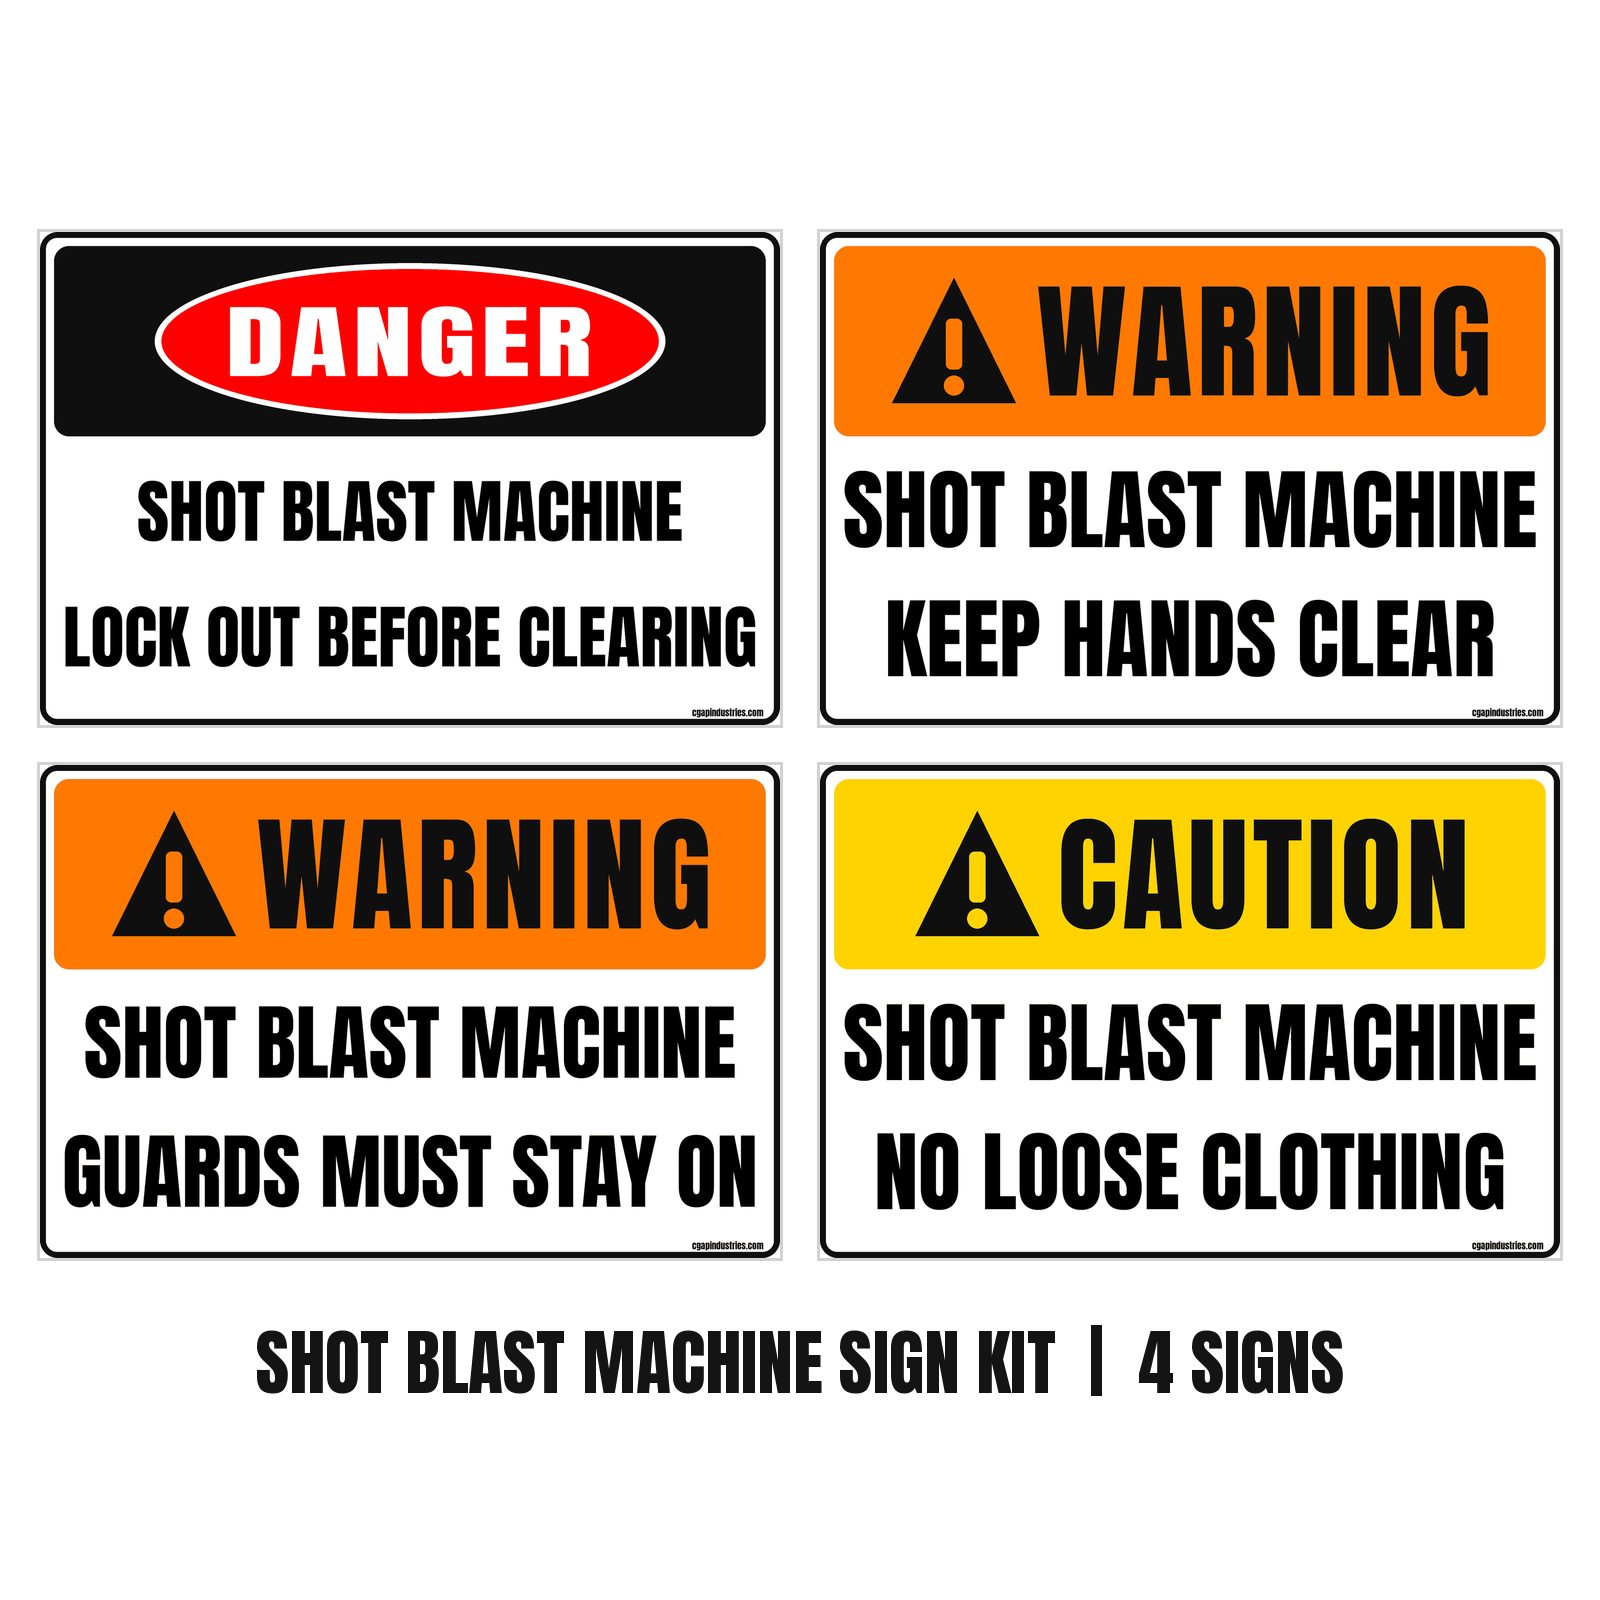 DANGER
SHOT BLAST MACHINE
LOCK OUT BEFORE CLEARING
cgapindustries.com
WARNING
SHOT BLAST MACHINE
KEEP HANDS CLEAR
cgapindustries.com
WARNING
SHOT BLAST MACHINE
GUARDS MUST STAY ON
cgapindustries.com
CAUTION
SHOT BLAST MACHINE
NO LOOSE CLOTHING
cgapindustries.com
SHOT BLAST MACHINE SIGN KIT | 4 SIGNS